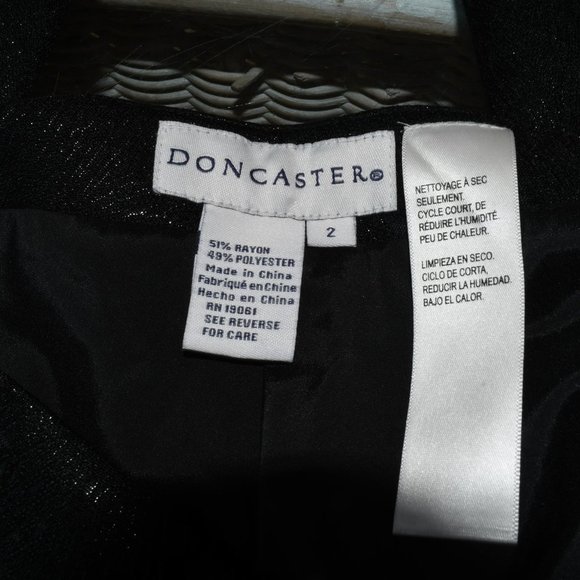 DONCASTER®
2
51% RAYON
49% POLYESTER
Made in China
Fabriqué en Chine
Hecho en China
RN 19061
SEE REVERSE
FOR CARE
NETTOYAGE À SEC
SEULEMENT.
CYCLE COURT, DE
RÉDUIRE L'HUMIDITÉ.
PEU DE CHALEUR.
LIMPIEZA EN SECO.
CICLO DE CORTA,
REDUCIR LA HUMEDAD.
BAJO EL CALOR.